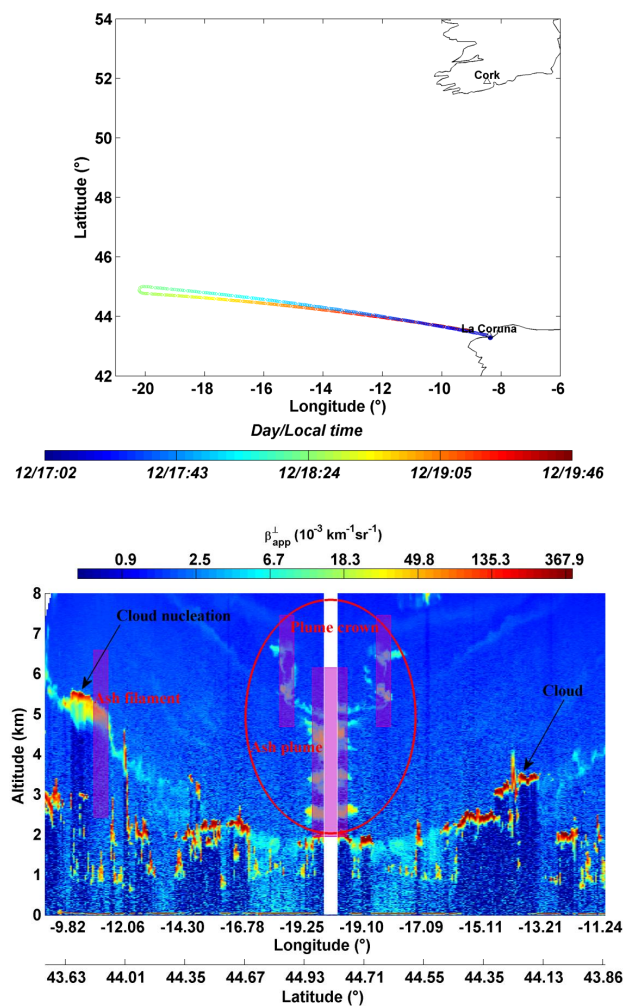 54
52
50
48
46
44
42
Latitude (°)
Cork
La Coruna
-20 -18 -16 -14 -12 -10 -8 -6
Longitude (°)
Day/Local time
12/17:02 12/17:43 12/18:24 12/19:05 12/19:46
β⊥app (10-3 km-1sr-1)
0.9 2.5 6.7 18.3 49.8 135.3 367.9
8
7
6
5
4
3
2
1
0
Altitude (km)
Cloud nucleation
Plume crown
Ash filament
Cloud
Ash plume
-9.82 -12.06 -14.30 -16.78 -19.25 -19.10 -17.09 -15.11 -13.21 -11.24
Longitude (°)
43.63 44.01 44.35 44.67 44.93 44.71 44.55 44.35 44.13 43.86
Latitude (°)